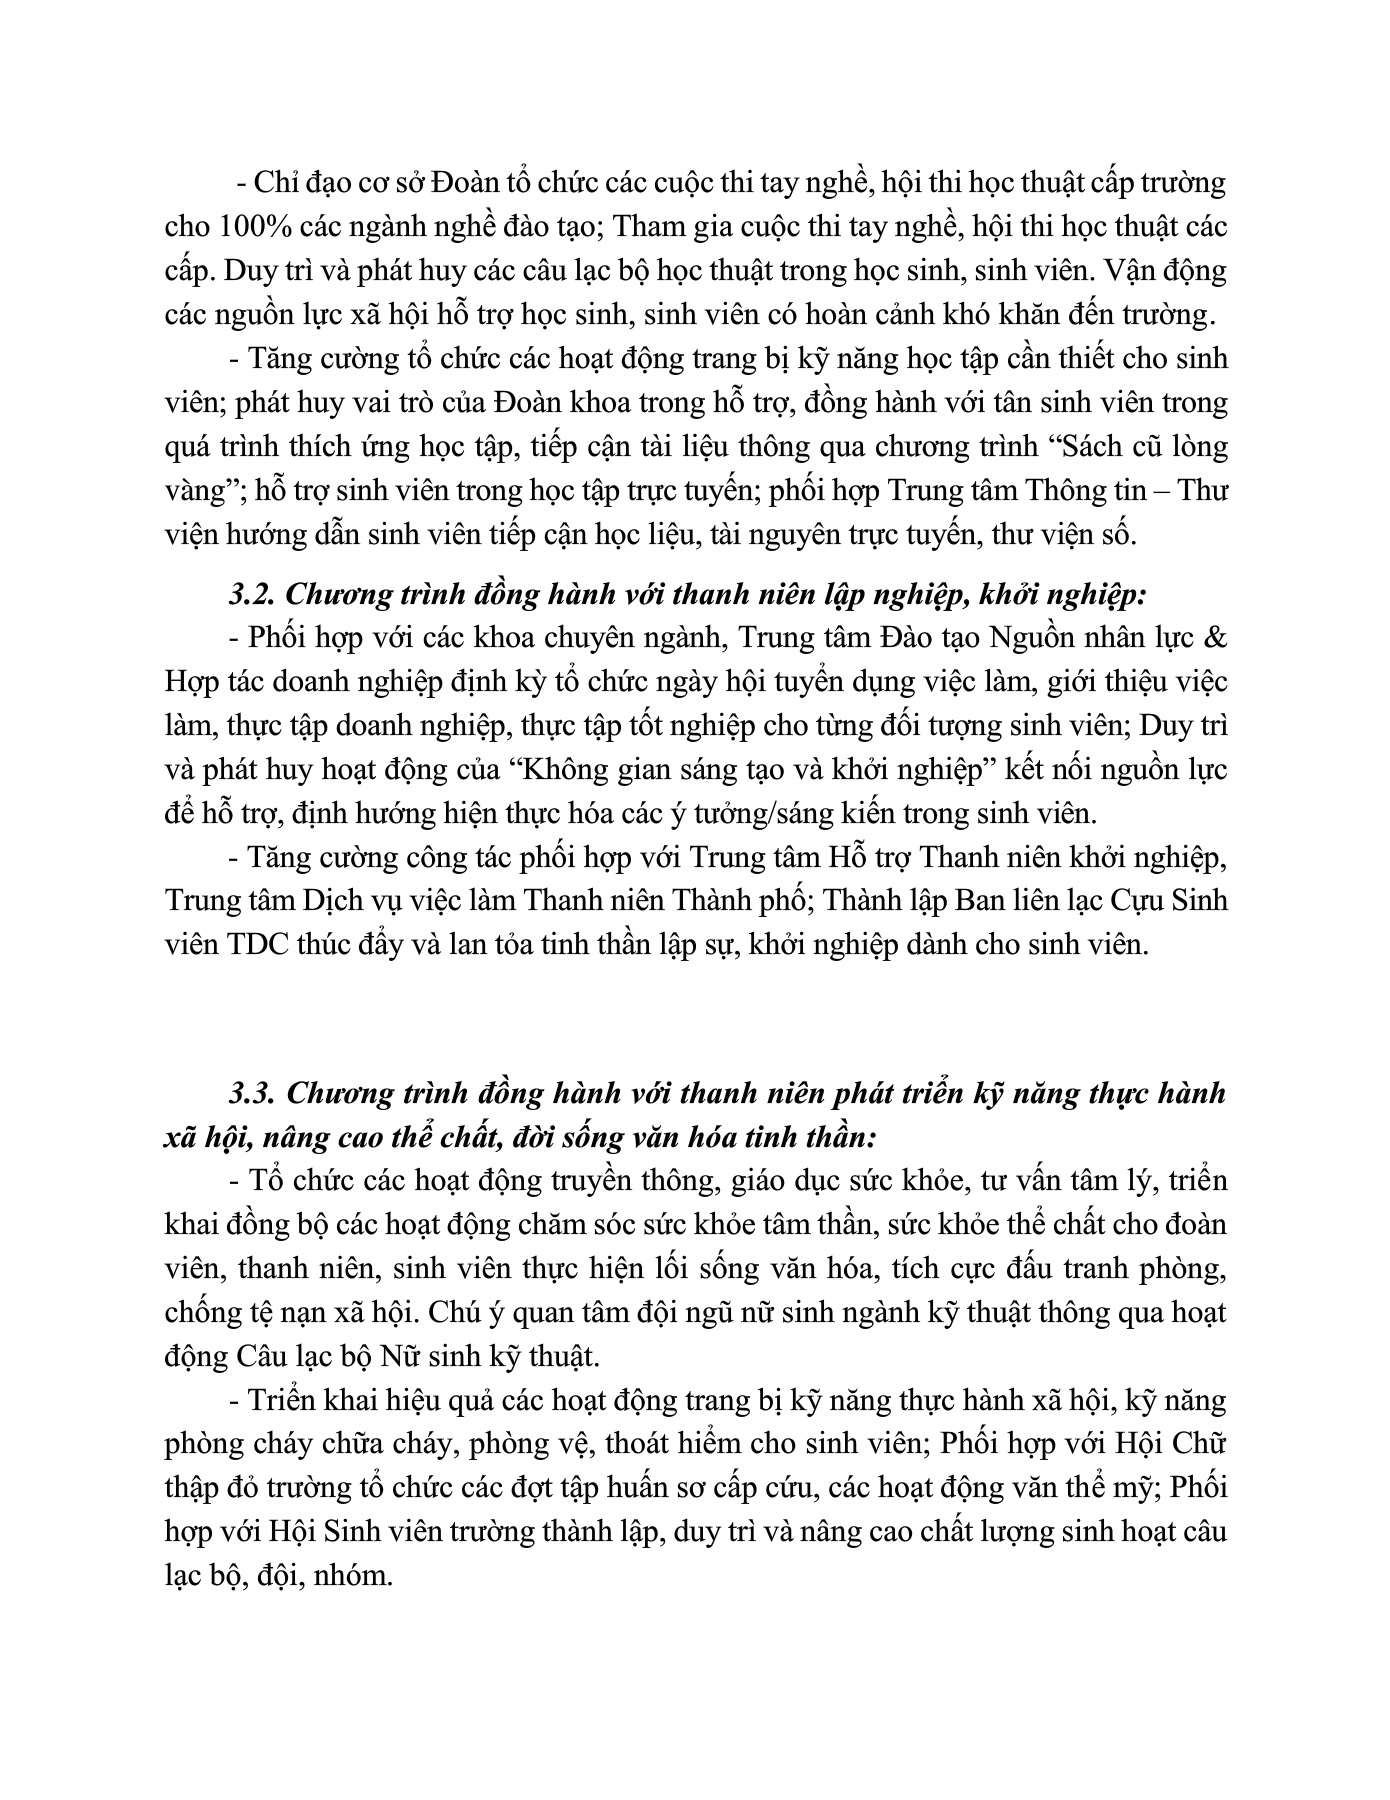 - Chỉ đạo cơ sở Đoàn tổ chức các cuộc thi tay nghề, hội thi học thuật cấp trường
cho 100% các ngành nghề đào tạo; Tham gia cuộc thi tay nghề, hội thi học thuật các
cấp. Duy trì và phát huy các câu lạc bộ học thuật trong học sinh, sinh viên. Vận động
các nguồn lực xã hội hỗ trợ học sinh, sinh viên có hoàn cảnh khó khăn đến trường.
- Tăng cường tổ chức các hoạt động trang bị kỹ năng học tập cần thiết cho sinh
viên; phát huy vai trò của Đoàn khoa trong hỗ trợ, đồng hành với tân sinh viên trong
quá trình thích ứng học tập, tiếp cận tài liệu thông qua chương trình “Sách cũ lòng
vàng”; hỗ trợ sinh viên trong học tập trực tuyến; phối hợp Trung tâm Thông tin – Thư
viện hướng dẫn sinh viên tiếp cận học liệu, tài nguyên trực tuyến, thư viện số.
3.2. Chương trình đồng hành với thanh niên lập nghiệp, khởi nghiệp:
- Phối hợp với các khoa chuyên ngành, Trung tâm Đào tạo Nguồn nhân lực &
Hợp tác doanh nghiệp định kỳ tổ chức ngày hội tuyển dụng việc làm, giới thiệu việc
làm, thực tập doanh nghiệp, thực tập tốt nghiệp cho từng đối tượng sinh viên; Duy trì
và phát huy hoạt động của “Không gian sáng tạo và khởi nghiệp” kết nối nguồn lực
để hỗ trợ, định hướng hiện thực hóa các ý tưởng/sáng kiến trong sinh viên.
- Tăng cường công tác phối hợp với Trung tâm Hỗ trợ Thanh niên khởi nghiệp,
Trung tâm Dịch vụ việc làm Thanh niên Thành phố; Thành lập Ban liên lạc Cựu Sinh
viên TDC thúc đẩy và lan tỏa tinh thần lập sự, khởi nghiệp dành cho sinh viên.
3.3. Chương trình đồng hành với thanh niên phát triển kỹ năng thực hành
xã hội, nâng cao thể chất, đời sống văn hóa tinh thần:
- Tổ chức các hoạt động truyền thông, giáo dục sức khỏe, tư vấn tâm lý, triển
khai đồng bộ các hoạt động chăm sóc sức khỏe tâm thần, sức khỏe thể chất cho đoàn
viên, thanh niên, sinh viên thực hiện lối sống văn hóa, tích cực đấu tranh phòng,
chống tệ nạn xã hội. Chú ý quan tâm đội ngũ nữ sinh ngành kỹ thuật thông qua hoạt
động Câu lạc bộ Nữ sinh kỹ thuật.
- Triển khai hiệu quả các hoạt động trang bị kỹ năng thực hành xã hội, kỹ năng
phòng cháy chữa cháy, phòng vệ, thoát hiểm cho sinh viên; Phối hợp với Hội Chữ
thập đỏ trường tổ chức các đợt tập huấn sơ cấp cứu, các hoạt động văn thể mỹ; Phối
hợp với Hội Sinh viên trường thành lập, duy trì và nâng cao chất lượng sinh hoạt câu
lạc bộ, đội, nhóm.